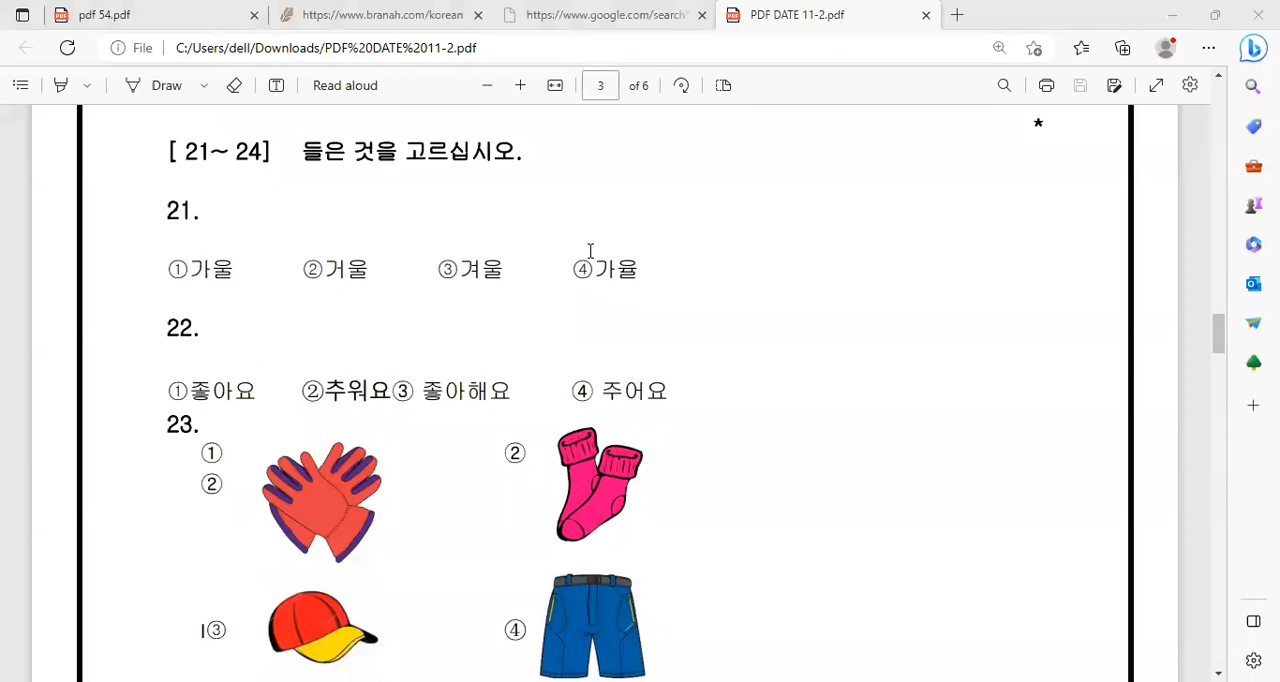 pdf 54.pdf
https://www.branah.com/korean
https://www.google.com/search
PDF DATE 11-2.pdf
File
C:/Users/dell/Downloads/PDF%20DATE%2011-2.pdf
Draw
Read aloud
3
of 6
*
[ 21~ 24] 들은 것을 고르십시오.
21.
①가울 ②거울 ③겨울 ④가율
22.
①좋아요 ②추워요③ 좋아해요 ④ 주어요
23.
① ②
②
I③ ④